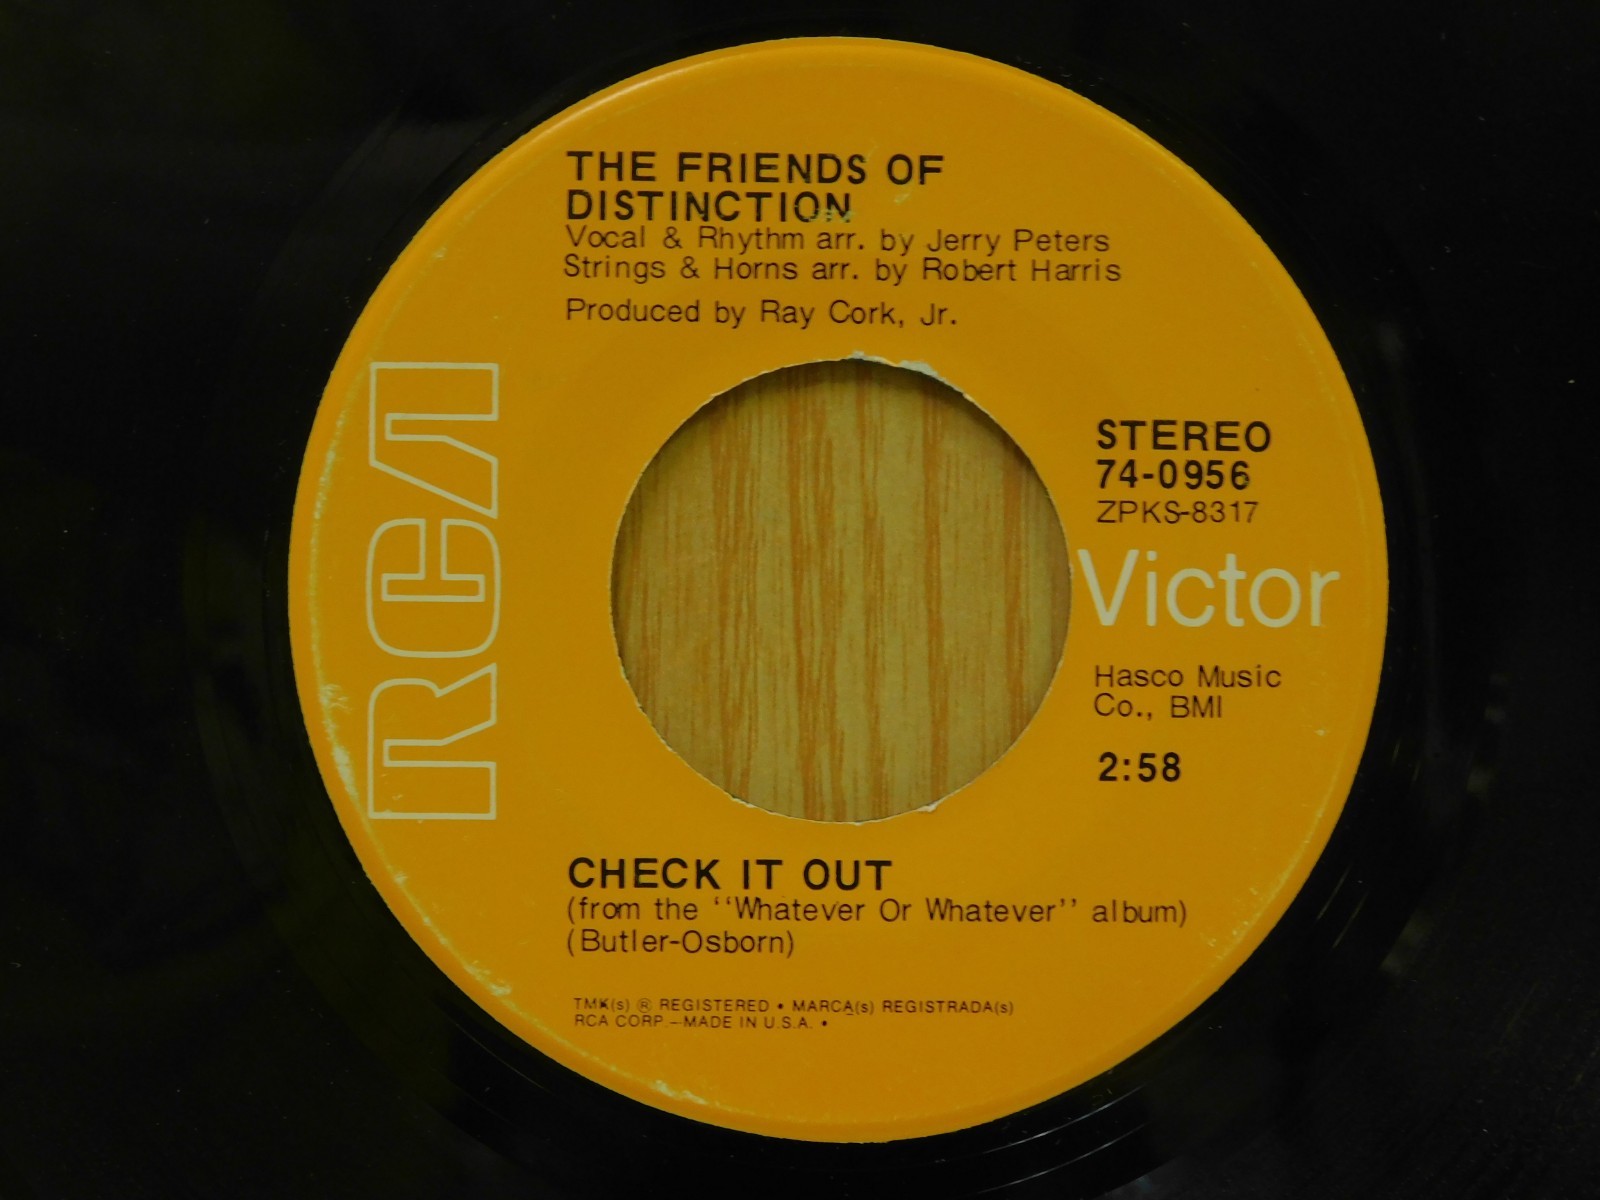 THE FRIENDS OF
DISTINCTION
Vocal & Rhythm arr. by Jerry Peters
Strings & Horns arr. by Robert Harris
Produced by Ray Cork, Jr.
RCA
STEREO
74-0956
ZPKS-8317
Victor
Hasco Music
Co., BMI
2:58
CHECK IT OUT
(from the ''Whatever Or Whatever'' album)
(Butler-Osborn)
TMK(s) ® REGISTERED • MARCA(s) REGISTRADA(s)
RCA CORP.—MADE IN U.S.A. •